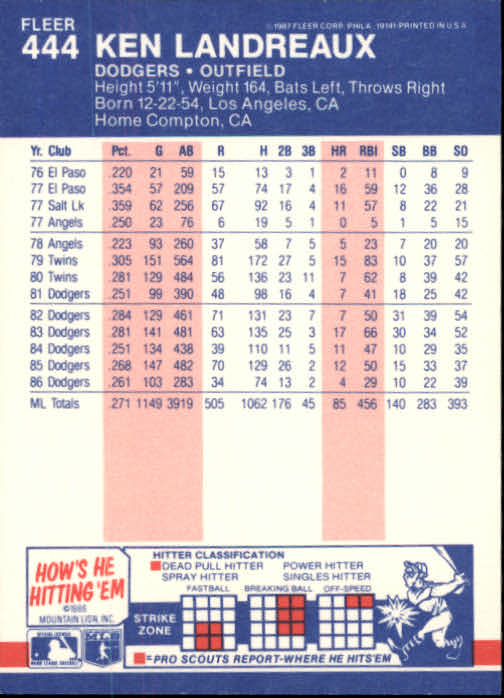 FLEER
444 KEN LANDREAUX
©1987 FLEER CORP. PHILA. 19141-PRINTED IN U.S.A.
DODGERS • OUTFIELD
Height 5'11", Weight 164, Bats Left, Throws Right
Born 12-22-54, Los Angeles, CA
Home Compton, CA
Yr. Club Pct. G AB R H 2B 3B HR RBI SB BB SO
76 El Paso .220 21 59 15 13 3 1 2 11 0 8 9
77 El Paso .354 57 209 57 74 17 4 16 59 12 36 28
77 Salt Lk .359 62 256 67 92 16 4 11 57 8 22 21
77 Angels .250 23 76 6 19 5 1 0 5 1 5 15
78 Angels .223 93 260 37 58 7 5 5 23 7 20 20
79 Twins .305 151 564 81 172 27 5 15 83 10 37 57
80 Twins .281 129 484 56 136 23 11 7 62 8 39 42
81 Dodgers .251 99 390 48 98 16 4 7 41 18 25 42
82 Dodgers .284 129 461 71 131 23 7 7 50 31 39 54
83 Dodgers .281 141 481 63 135 25 3 17 66 30 34 52
84 Dodgers .251 134 438 39 110 11 5 11 47 10 29 35
85 Dodgers .268 147 482 70 129 26 2 12 50 15 33 37
86 Dodgers .261 103 283 34 74 13 2 4 29 10 22 39
ML Totals .271 1149 3919 505 1062 176 45 85 456 140 283 393
HOW'S HE
HITTING 'EM
©1986
MOUNTAIN LION, INC.
HITTER CLASSIFICATION
DEAD PULL HITTER POWER HITTER
SPRAY HITTER SINGLES HITTER
FASTBALL BREAKING BALL OFF-SPEED
STRIKE
ZONE
=PRO SCOUTS REPORT-WHERE HE HITS'EM